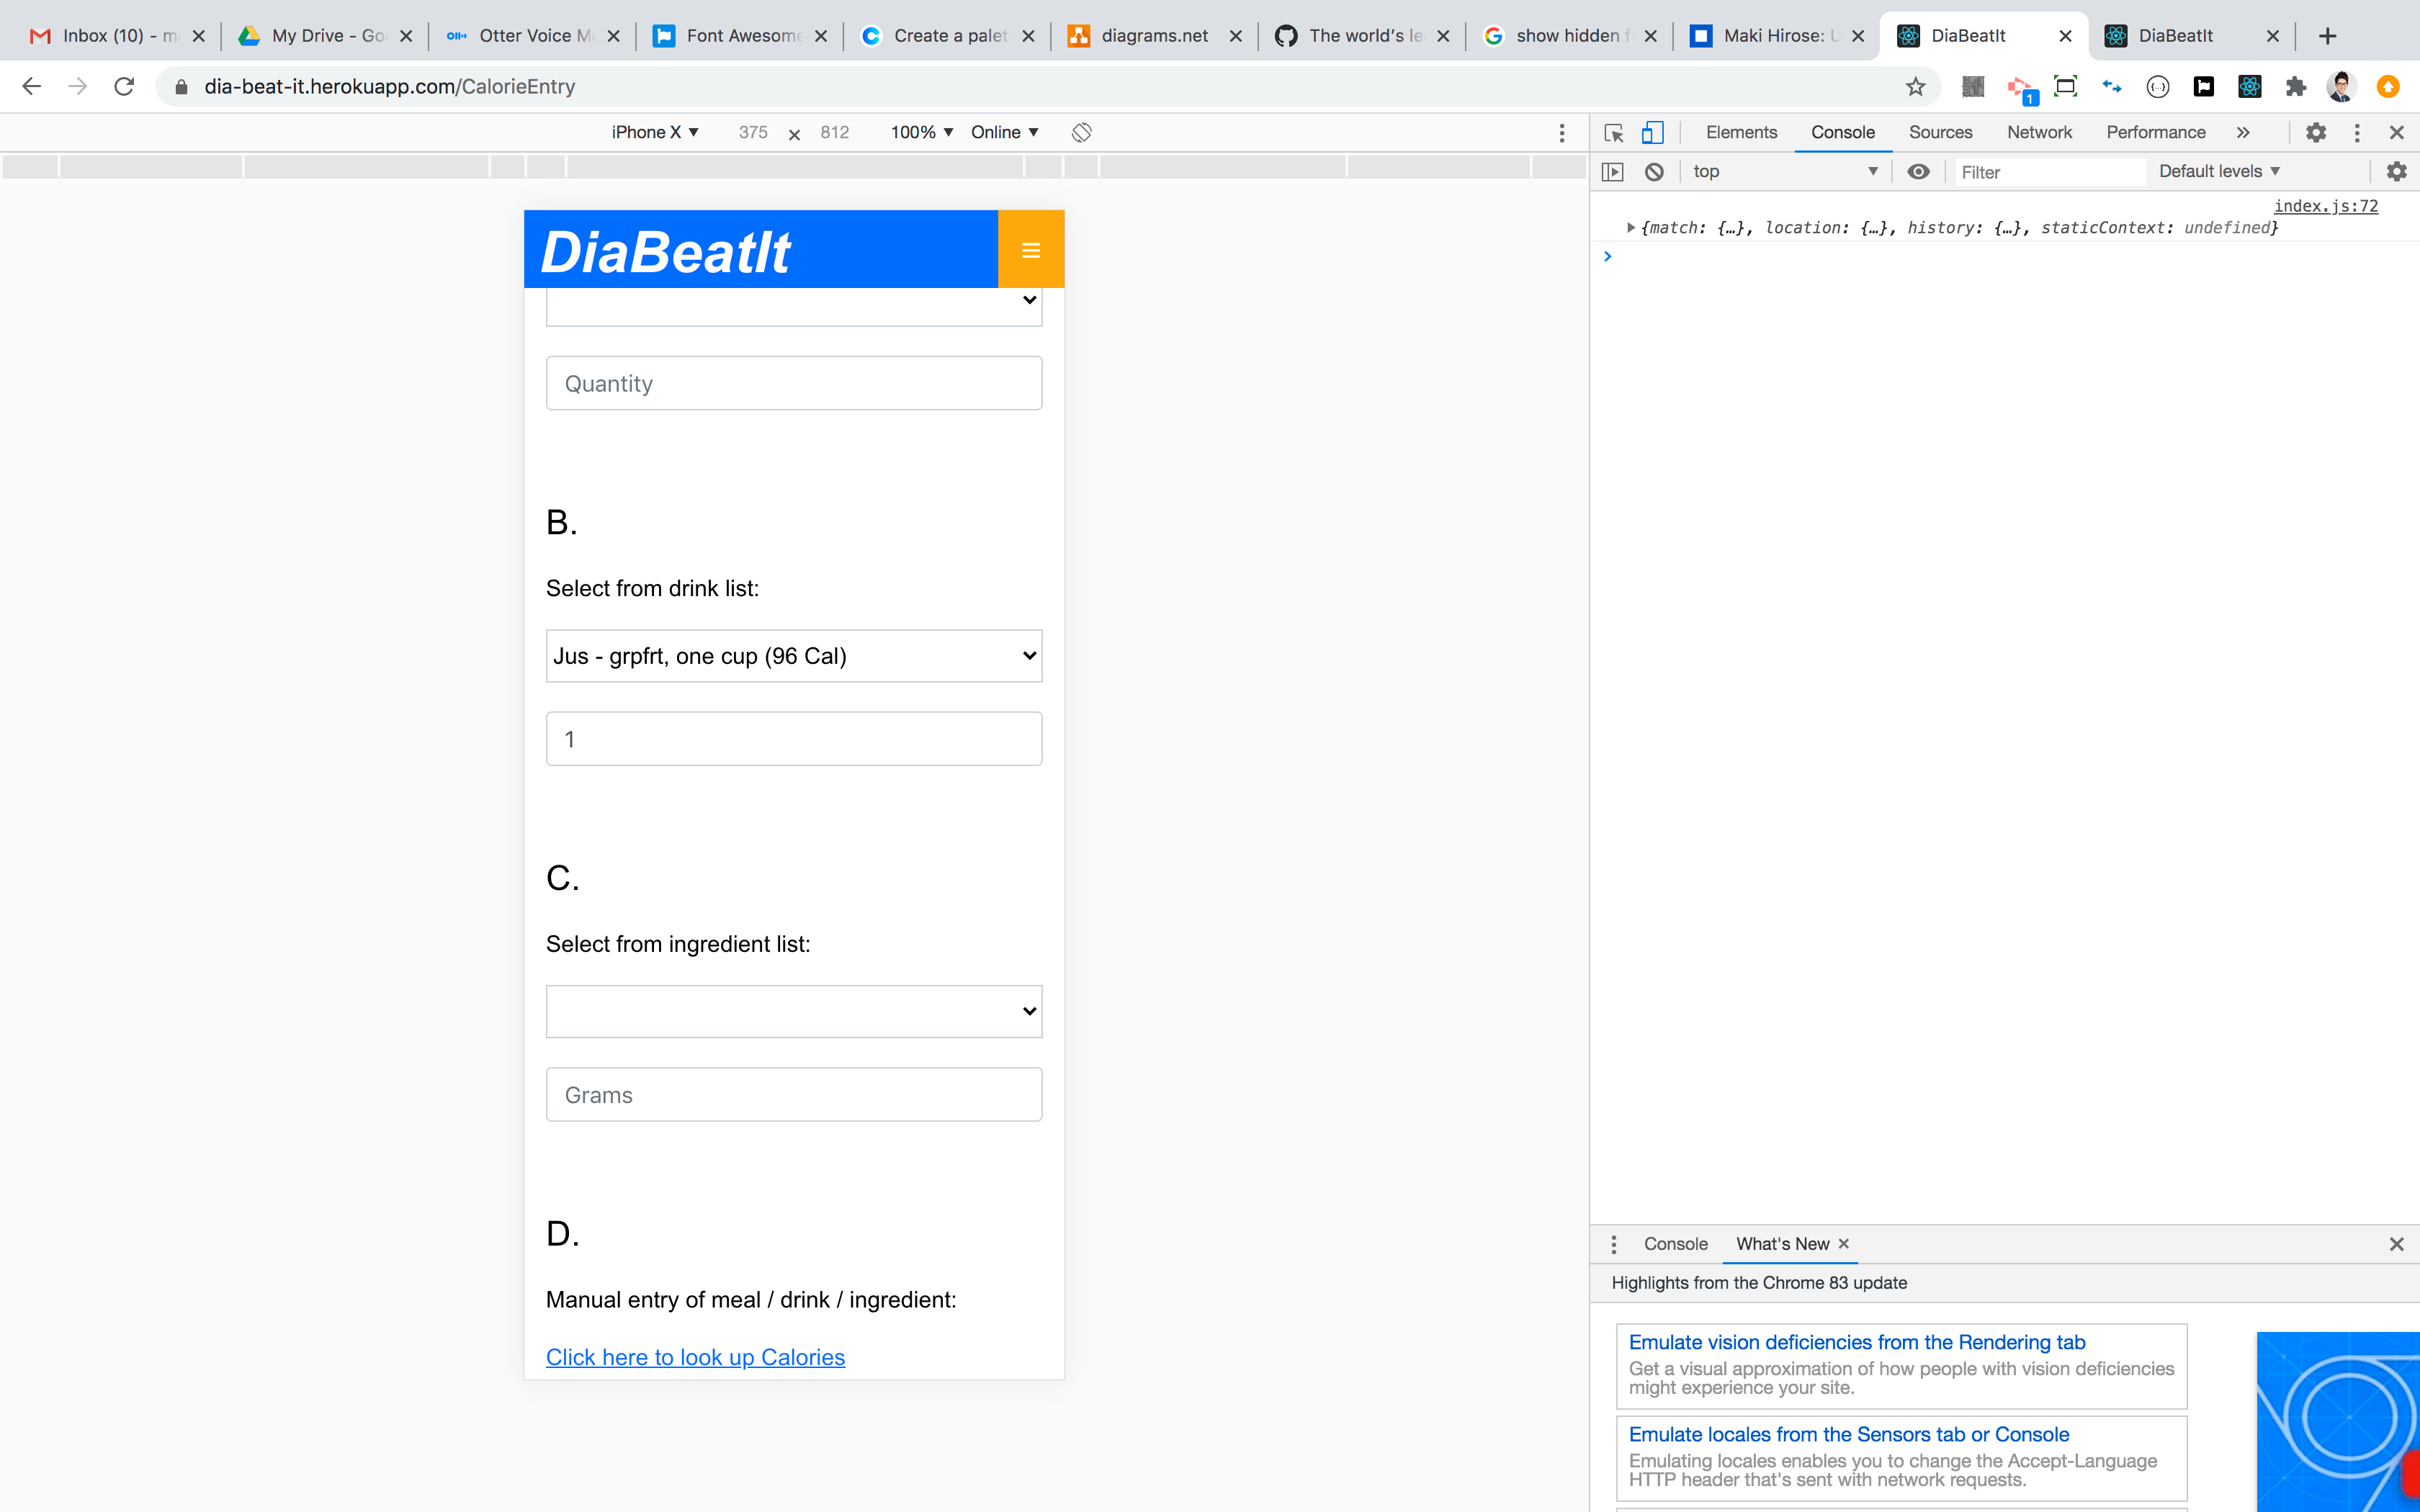 Inbox (10) - m
My Drive - Go
Otter Voice M
Font Awesome
Create a palet
diagrams.net
The world's le
show hidden f
Maki Hirose: U
DiaBeatIt
DiaBeatIt
dia-beat-it.herokuapp.com/CalorieEntry
1
iPhone X ▼ 375 × 812 100% ▼ Online ▼
Elements Console Sources Network Performance »
top Filter Default levels ▼
index.js:72
{match: {…}, location: {…}, history: {…}, staticContext: undefined}
DiaBeatIt
Quantity
B.
Select from drink list:
Jus - grpfrt, one cup (96 Cal)
1
C.
Select from ingredient list:
Grams
D.
Manual entry of meal / drink / ingredient:
Click here to look up Calories
Console What's New
Highlights from the Chrome 83 update
Emulate vision deficiencies from the Rendering tab
Get a visual approximation of how people with vision deficiencies
might experience your site.
Emulate locales from the Sensors tab or Console
Emulating locales enables you to change the Accept-Language
HTTP header that's sent with network requests.